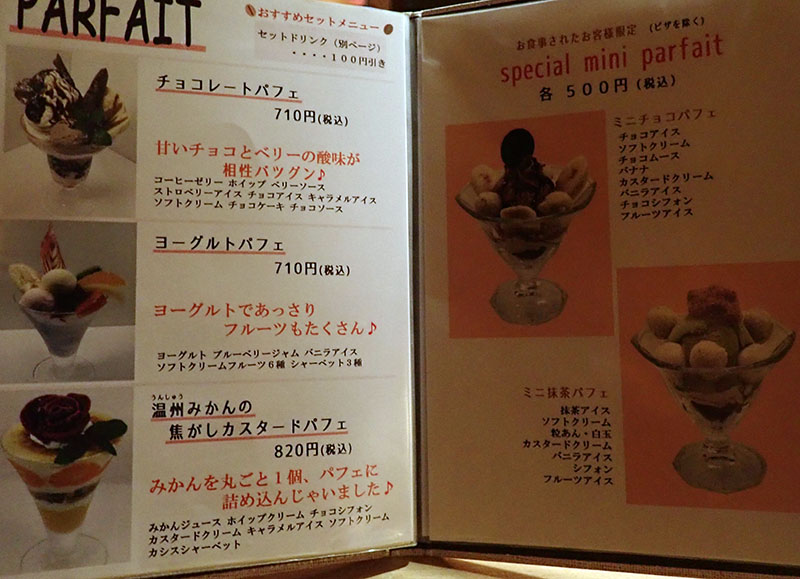 PARFAIT
おすすめセットメニュー
セットドリンク（別ページ）
・・・・１００円引き
チョコレートパフェ
710円(税込)
甘いチョコとベリーの酸味が
相性バツグン♪
コーヒーゼリー ホイップ ベリーソース
ストロベリーアイス チョコアイス キャラメルアイス
ソフトクリーム チョコケーキ チョコソース
ヨーグルトパフェ
710円(税込)
ヨーグルトであっさり
フルーツもたくさん♪
ヨーグルト ブルーベリージャム バニラアイス
ソフトクリームフルーツ６種 シャーベット３種
うんしゅう
温州みかんの
焦がしカスタードパフェ
820円(税込)
みかんを丸ごと１個、パフェに
詰め込んじゃいました♪
みかんジュース ホイップクリーム チョコシフォン
カスタードクリーム キャラメルアイス ソフトクリーム
カシスシャーベット
お食事されたお客様限定 (ピザを除く)
special mini parfait
各 ５００円 (税込)
ミニチョコパフェ
チョコアイス
ソフトクリーム
チョコムース
バナナ
カスタードクリーム
バニラアイス
チョコシフォン
フルーツアイス
ミニ抹茶パフェ
抹茶アイス
ソフトクリーム
粒あん・白玉
カスタードクリーム
バニラアイス
シフォン
フルーツアイス